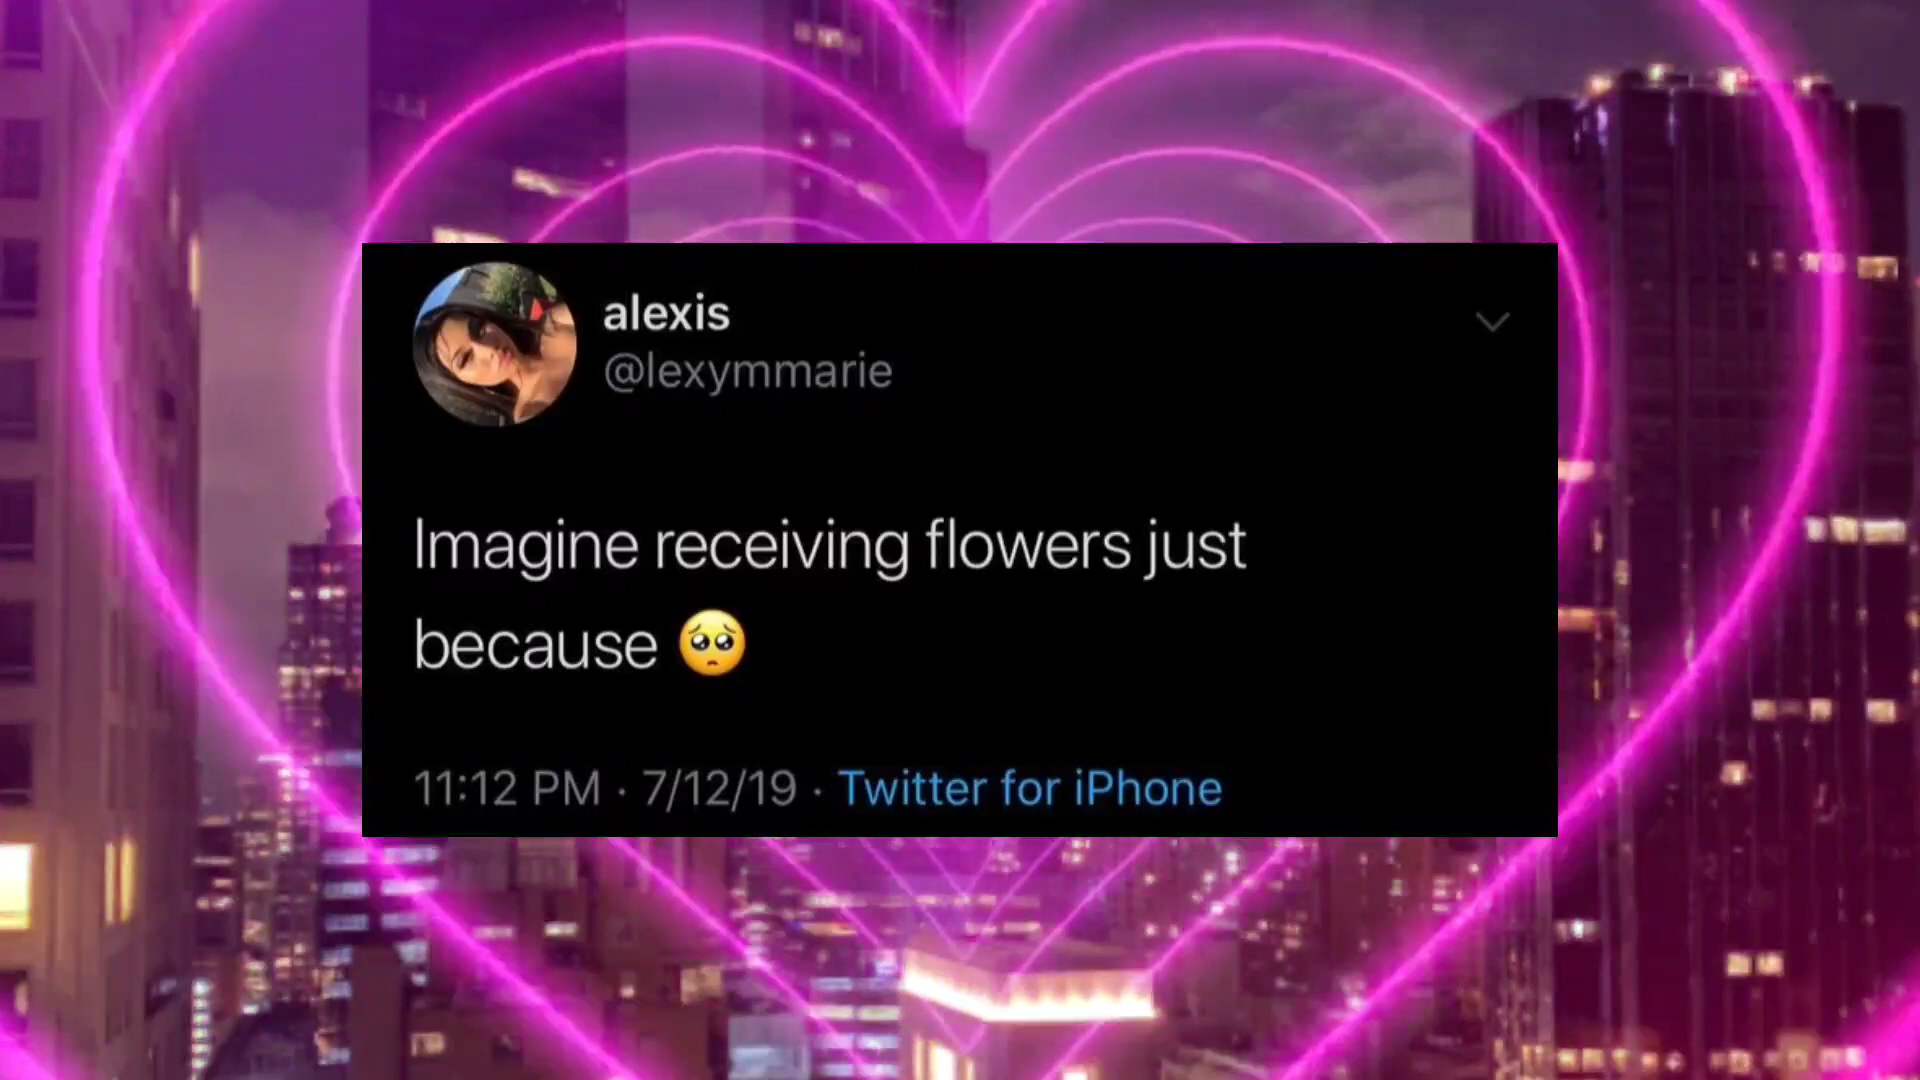 alexis
@lexymmarie
Imagine receiving flowers just
because 🥺
11:12 PM · 7/12/19 · Twitter for iPhone